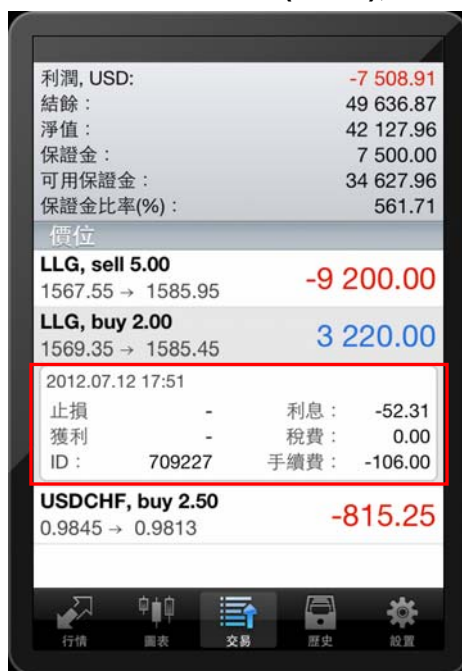 利潤, USD: -7 508.91
結餘： 49 636.87
淨值： 42 127.96
保證金： 7 500.00
可用保證金： 34 627.96
保證金比率(%)： 561.71
價位
LLG, sell 5.00 -9 200.00
1567.55 → 1585.95
LLG, buy 2.00 3 220.00
1569.35 → 1585.45
2012.07.12 17:51
止損 - 利息： -52.31
獲利 - 稅費： 0.00
ID： 709227 手續費： -106.00
USDCHF, buy 2.50 -815.25
0.9845 → 0.9813
行情 圖表 交易 歷史 設置